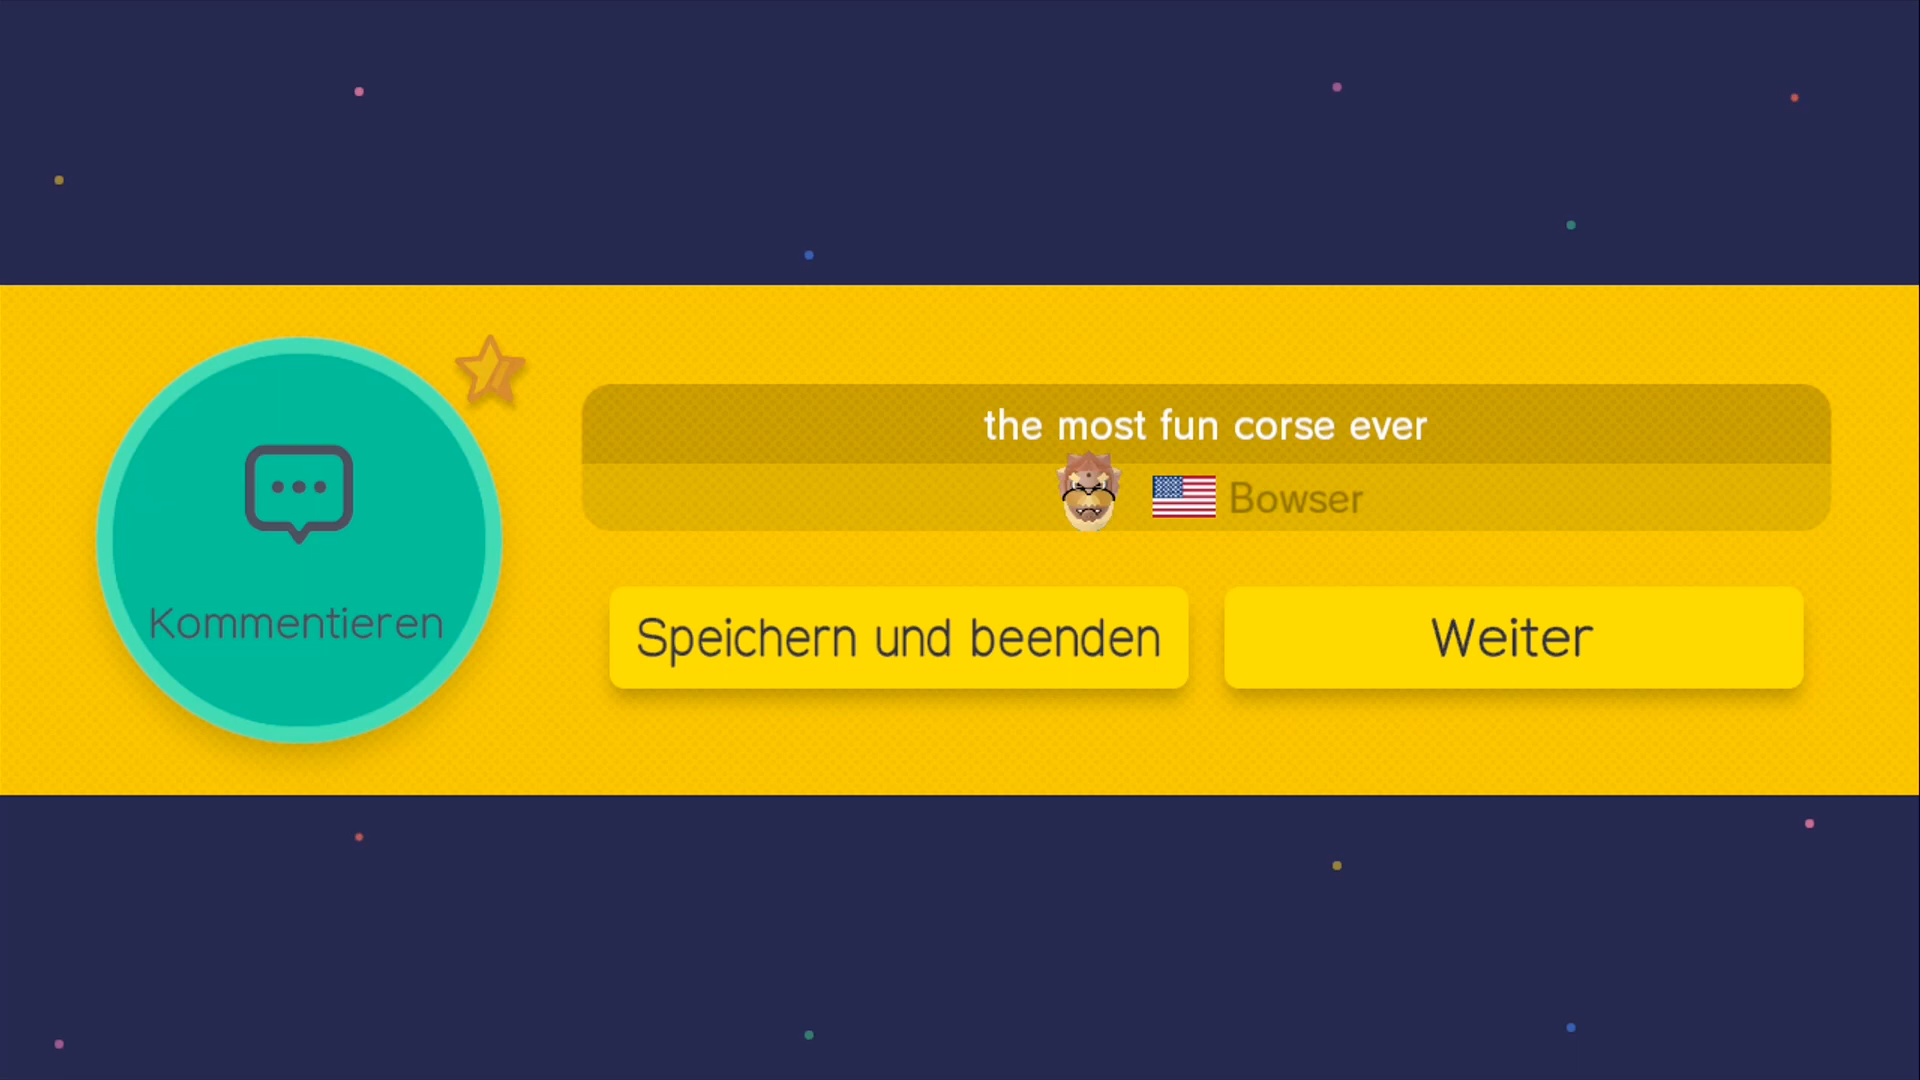 the most fun corse ever
Bowser
Kommentieren
Speichern und beenden
Weiter